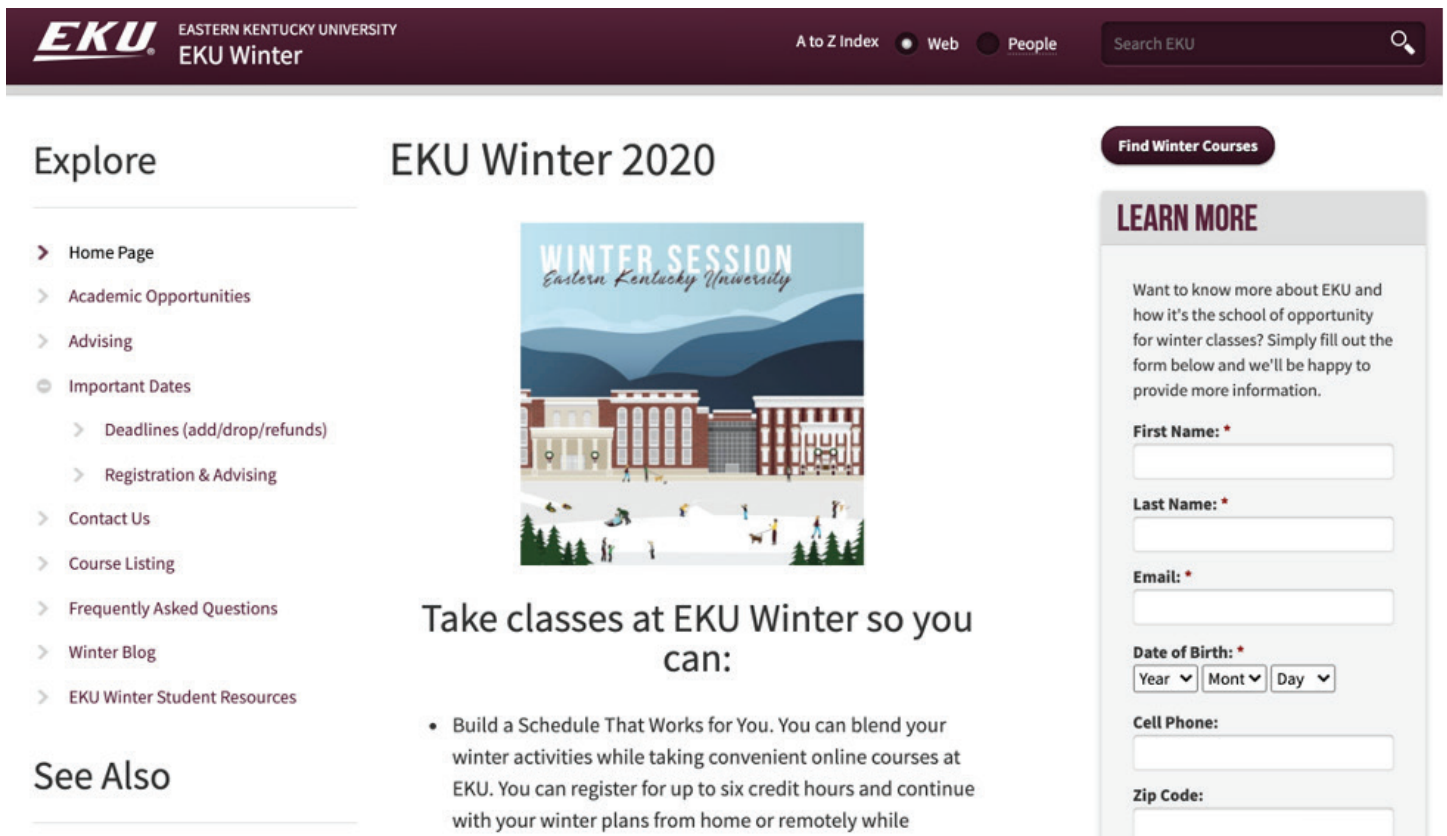 EKU
EASTERN KENTUCKY UNIVERSITY
EKU Winter
A to Z Index
Web
People
Search EKU
Explore
Home Page
Academic Opportunities
Advising
Important Dates
Deadlines (add/drop/refunds)
Registration & Advising
Contact Us
Course Listing
Frequently Asked Questions
Winter Blog
EKU Winter Student Resources
See Also
EKU Winter 2020
WINTER SESSION
Eastern Kentucky University
Take classes at EKU Winter so you
can:
• Build a Schedule That Works for You. You can blend your
winter activities while taking convenient online courses at
EKU. You can register for up to six credit hours and continue
with your winter plans from home or remotely while
Find Winter Courses
LEARN MORE
Want to know more about EKU and
how it's the school of opportunity
for winter classes? Simply fill out the
form below and we'll be happy to
provide more information.
First Name: *
Last Name: *
Email: *
Date of Birth: *
Year Mont Day
Cell Phone:
Zip Code: